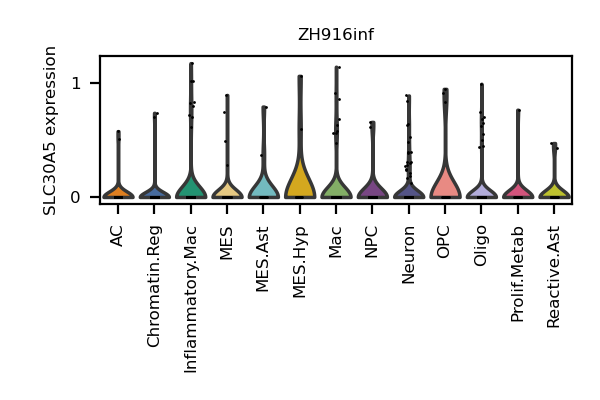 ZH916inf
SLC30A5 expression
1
0
AC
Chromatin.Reg
Inflammatory.Mac
MES
MES.Ast
MES.Hyp
Mac
NPC
Neuron
OPC
Oligo
Prolif.Metab
Reactive.Ast